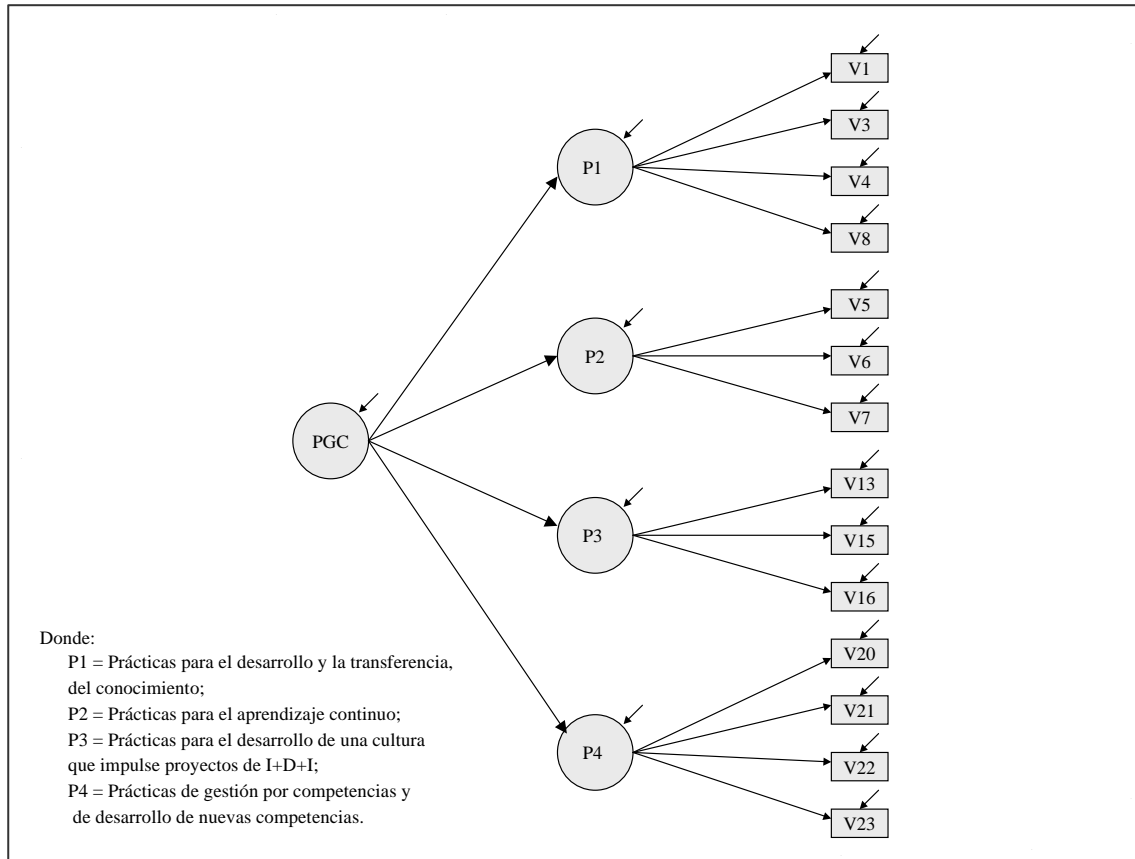 V1
V3
P1
V4
V8
V5
P2
V6
V7
PGC
V13
P3
V15
V16
Donde:
P1 = Prácticas para el desarrollo y la transferencia,
del conocimiento;
P2 = Prácticas para el aprendizaje continuo;
P3 = Prácticas para el desarrollo de una cultura
que impulse proyectos de I+D+I;
P4 = Prácticas de gestión por competencias y
de desarrollo de nuevas competencias.
V20
V21
P4
V22
V23